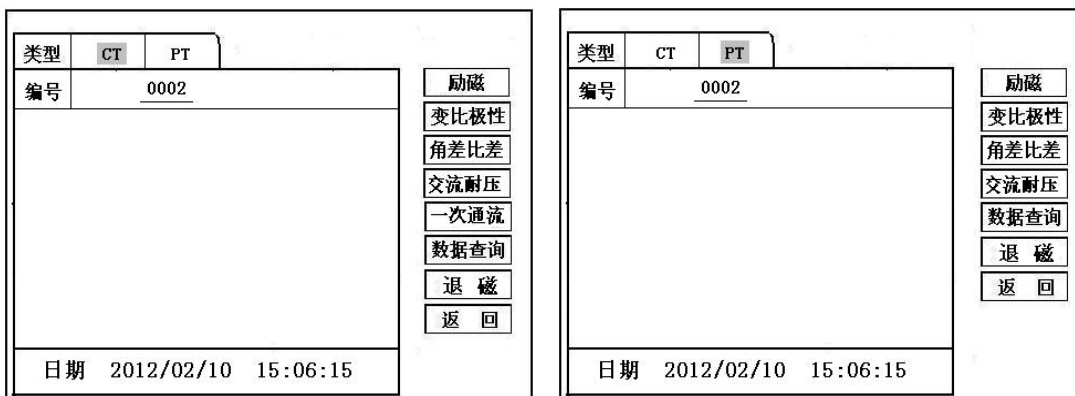 类型 CT PT
编号 0002
励磁
变比极性
角差比差
交流耐压
一次通流
数据查询
退 磁
返 回
日期 2012/02/10 15:06:15
类型 CT PT
编号 0002
励磁
变比极性
角差比差
交流耐压
数据查询
退 磁
返 回
日期 2012/02/10 15:06:15